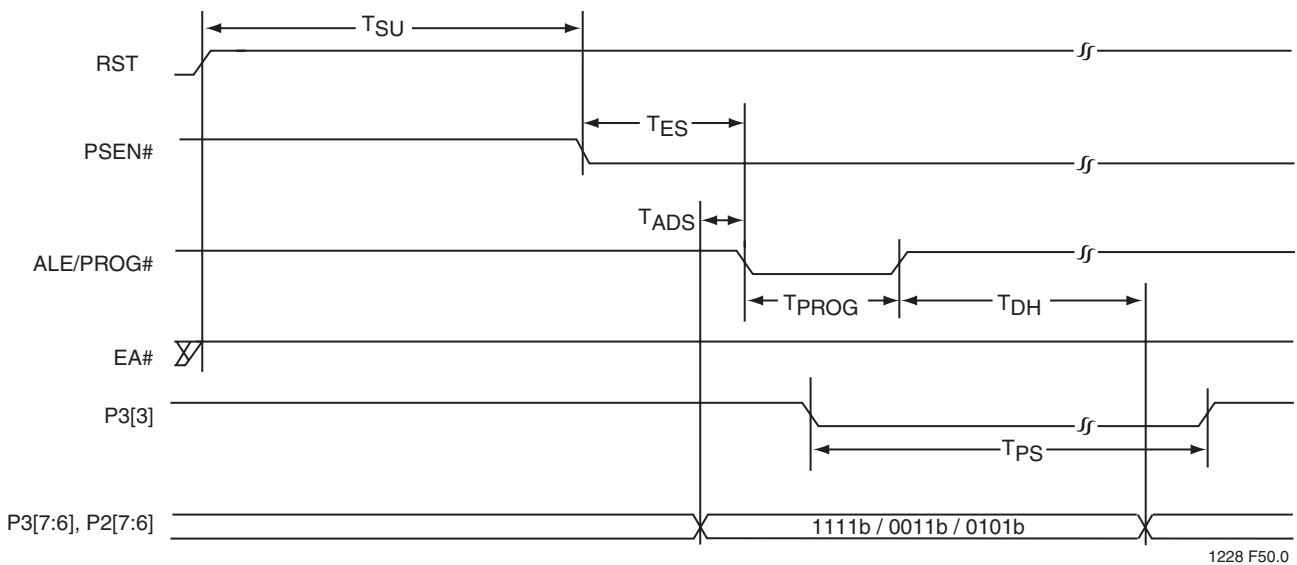 TSU
RST
TES
PSEN#
TADS
ALE/PROG#
TPROG
TDH
EA#
P3[3]
TPS
P3[7:6], P2[7:6]
1111b / 0011b / 0101b
1228 F50.0